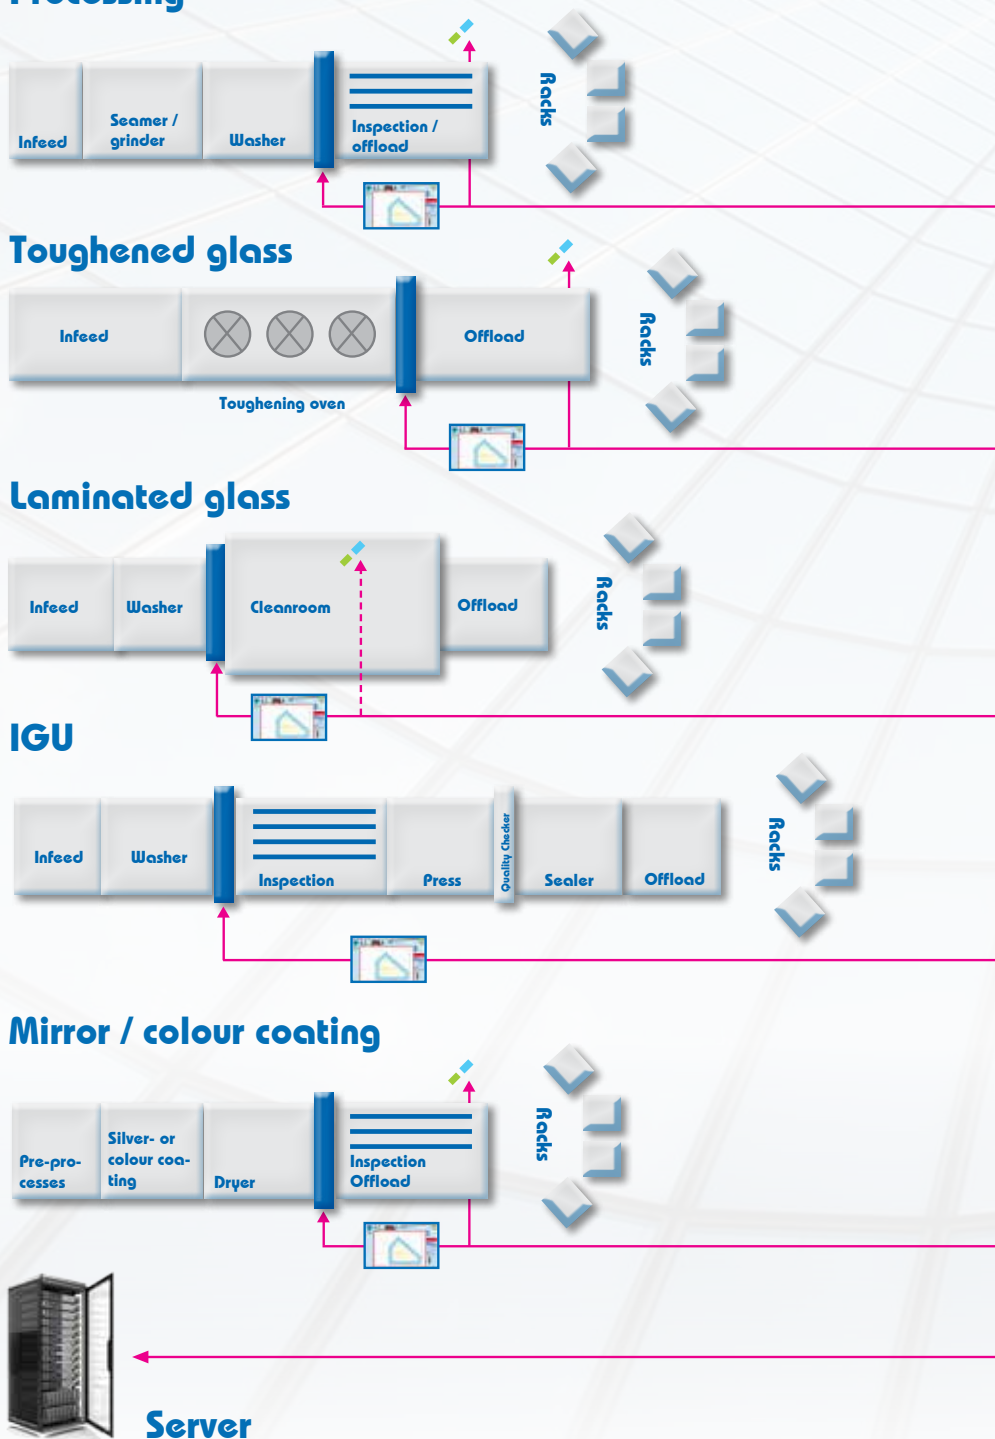 Processing
Infeed
Seamer /
grinder
Washer
Inspection /
offload
Racks
Toughened glass
Infeed
Offload
Racks
Toughening oven
Laminated glass
Infeed
Washer
Cleanroom
Offload
Racks
IGU
Infeed
Washer
Inspection
Press
Quality Checker
Sealer
Offload
Racks
Mirror / colour coating
Pre-pro-
cesses
Silver- or
colour coa-
ting
Dryer
Inspection
Offload
Racks
Server